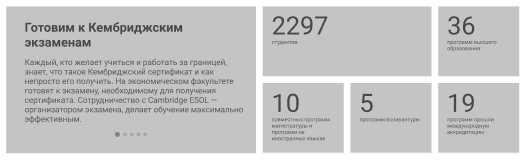 Готовим к Кембриджским
экзаменам
Каждый, кто желает учиться и работать за границей,
знает, что такое Кембриджский сертификат и как
непросто его получить. На экономическом факультете
готовят к экзамену, необходимому для получения
сертификата. Сотрудничество с Cambridge ESOL —
организатором экзамена, делает обучение максимально
эффективным.
2297
студентов
36
программ высшего
образования
10
совместных программ
магистратуры и
программ на
иностранных языках
5
программ аспирантуры
19
программ прошли
международную
аккредитацию